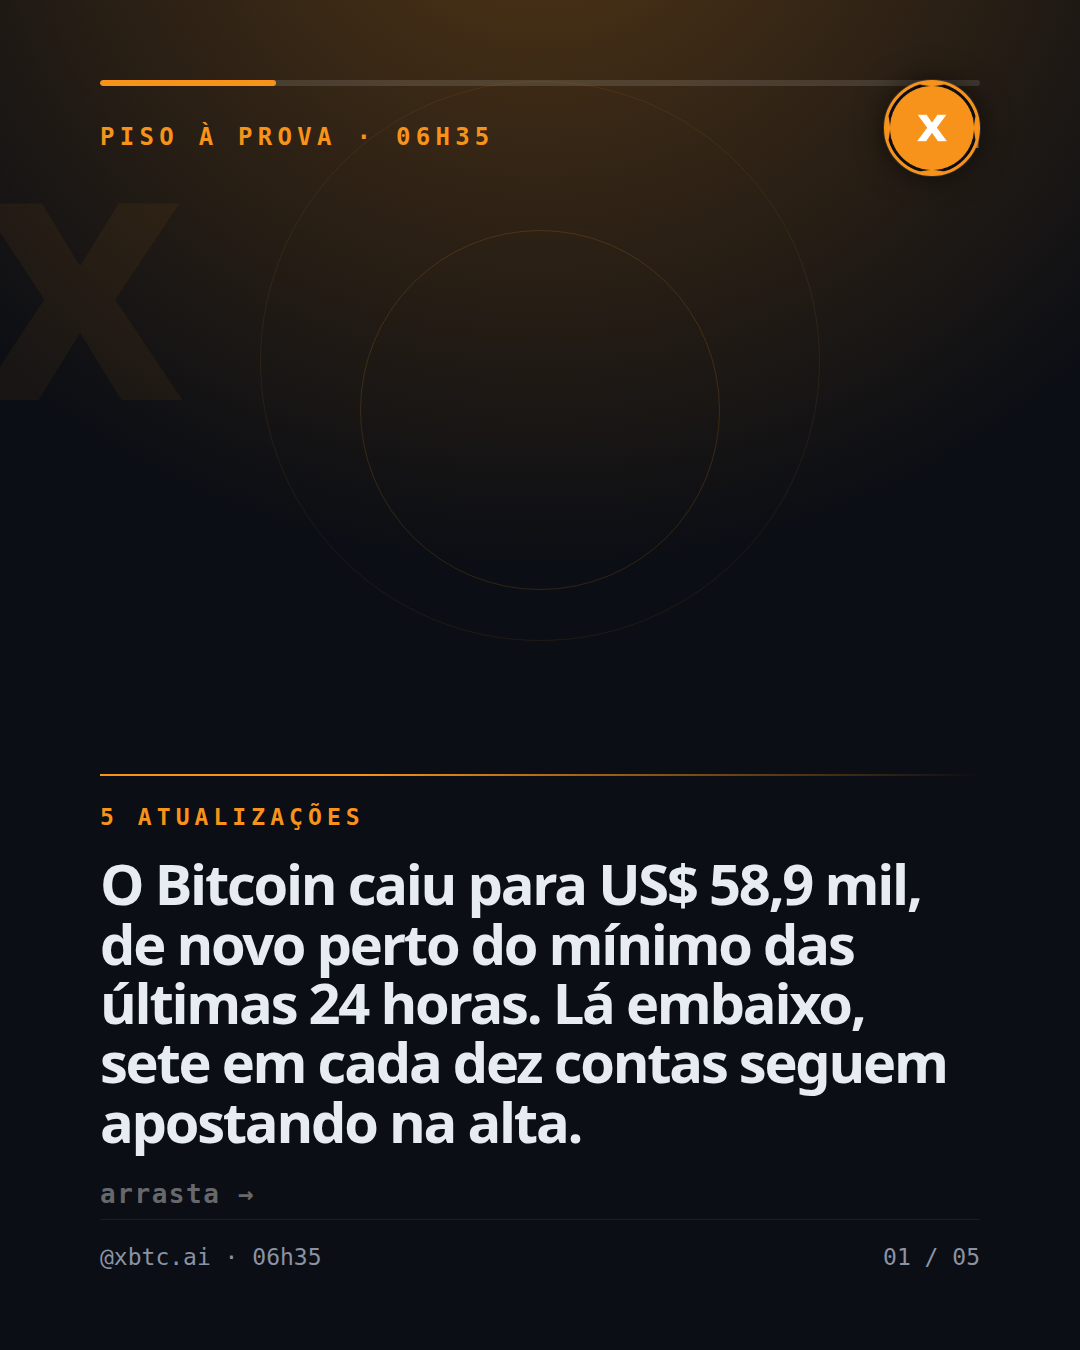 PISO À PROVA · 06H35
X
X
5 ATUALIZAÇÕES
O Bitcoin caiu para US$ 58,9 mil,
de novo perto do mínimo das
últimas 24 horas. Lá embaixo,
sete em cada dez contas seguem
apostando na alta.
arrasta →
@xbtc.ai · 06h35
01 / 05